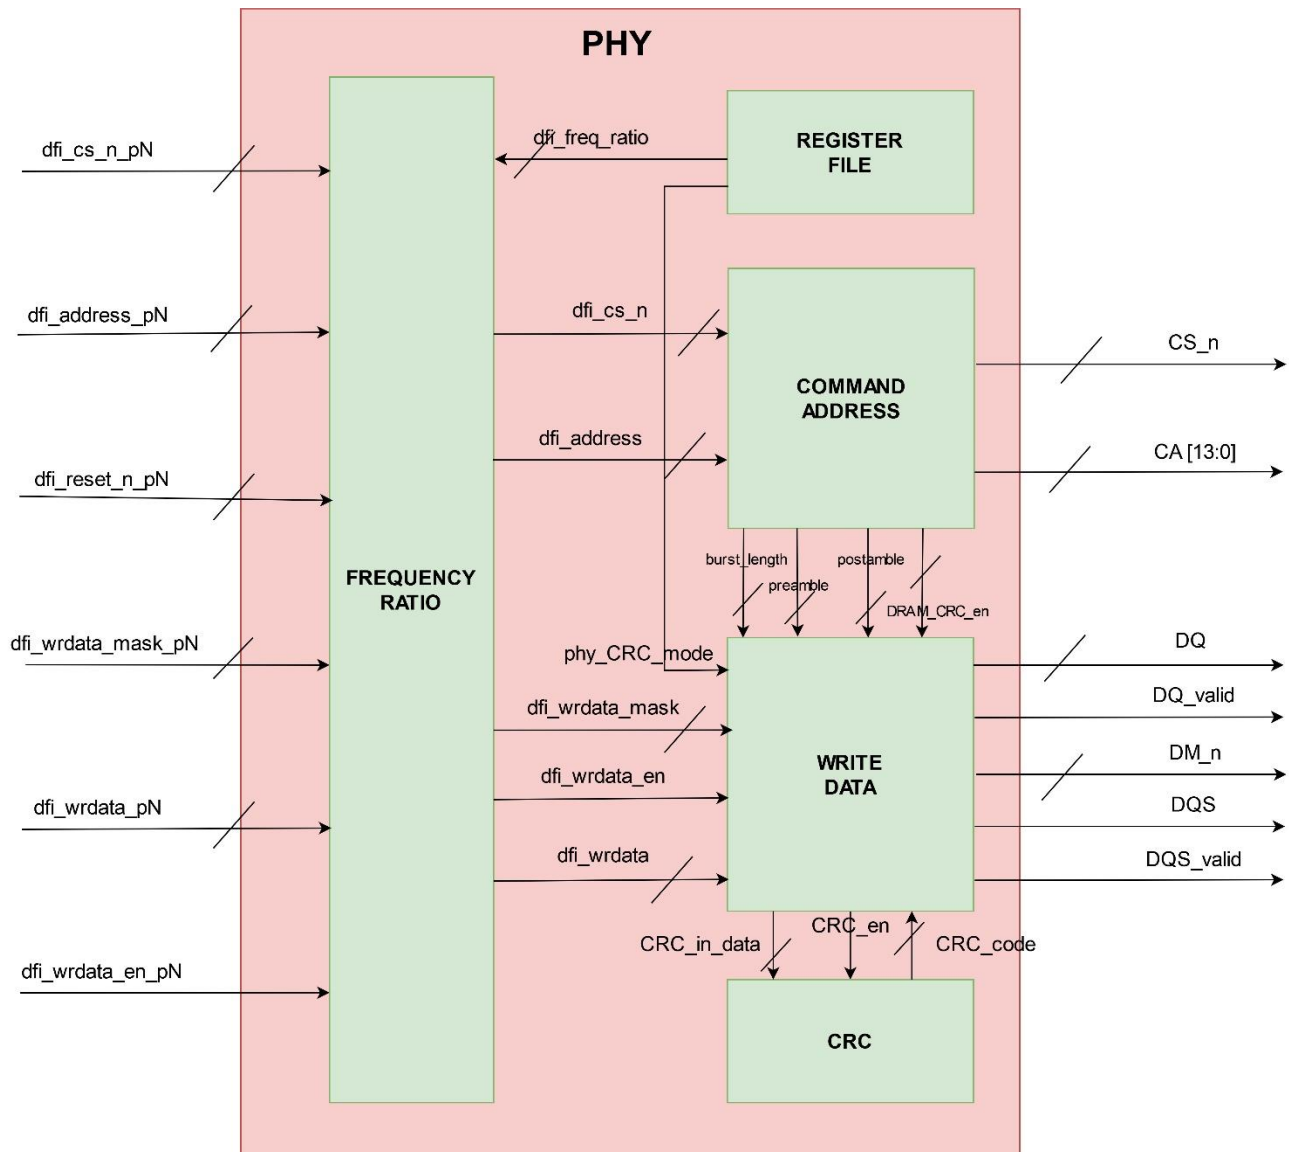 PHY
dfi_cs_n_pN
dfi_freq_ratio
REGISTER
FILE
dfi_address_pN
dfi_cs_n
CS_n
COMMAND
ADDRESS
dfi_address
CA [13:0]
dfi_reset_n_pN
FREQUENCY
RATIO
burst_length
postamble
preamble
DRAM_CRC_en
dfi_wrdata_mask_pN
phy_CRC_mode
DQ
dfi_wrdata_mask
DQ_valid
WRITE
DATA
dfi_wrdata_en
DM_n
dfi_wrdata_pN
DQS
dfi_wrdata
DQS_valid
CRC_in_data
CRC_en
CRC_code
dfi_wrdata_en_pN
CRC